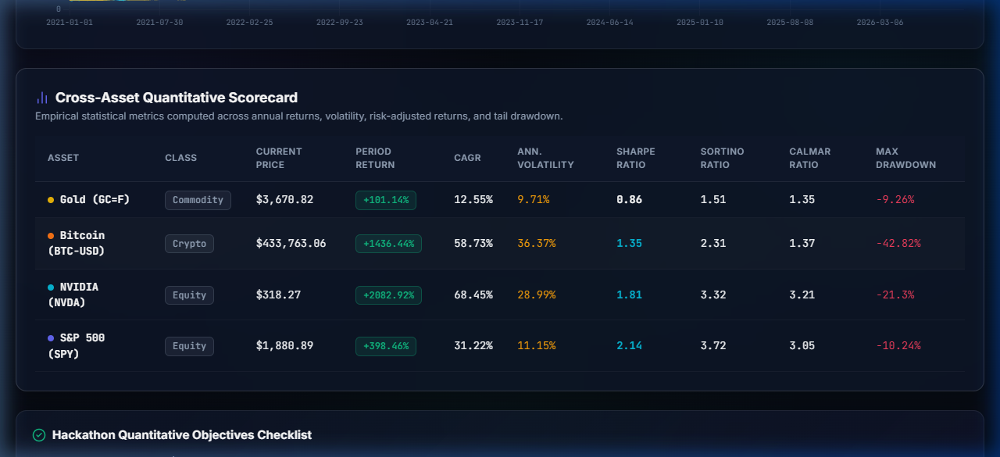 0
2021-01-01 2021-07-30 2022-02-25 2022-09-23 2023-04-21 2023-11-17 2024-06-14 2025-01-10 2025-08-08 2026-03-06
Cross-Asset Quantitative Scorecard
Empirical statistical metrics computed across annual returns, volatility, risk-adjusted returns, and tail drawdown.
ASSET CLASS CURRENT PRICE PERIOD RETURN CAGR ANN. VOLATILITY SHARPE RATIO SORTINO RATIO CALMAR RATIO MAX DRAWDOWN
Gold (GC=F) Commodity $3,670.82 +101.14% 12.55% 9.71% 0.86 1.51 1.35 -9.26%
Bitcoin (BTC-USD) Crypto $433,763.06 +1436.44% 58.73% 36.37% 1.35 2.31 1.37 -42.82%
NVIDIA (NVDA) Equity $318.27 +2082.92% 68.45% 28.99% 1.81 3.32 3.21 -21.3%
S&P 500 (SPY) Equity $1,880.89 +398.46% 31.22% 11.15% 2.14 3.72 3.05 -10.24%
Hackathon Quantitative Objectives Checklist